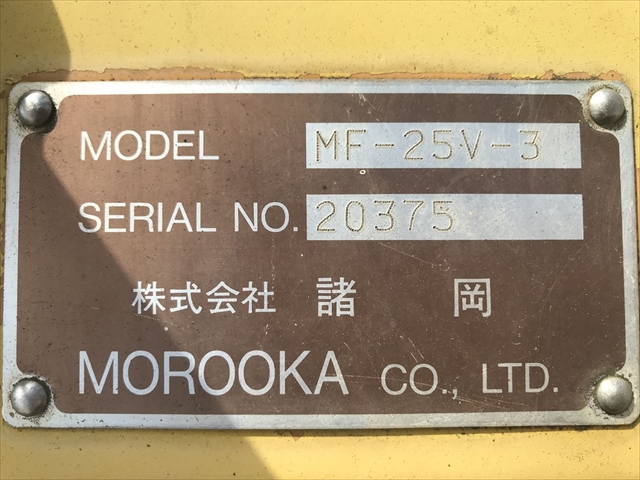 MODEL MF-25V-3
SERIAL NO. 20375
株式会社 諸 岡
MOROOKA CO., LTD.